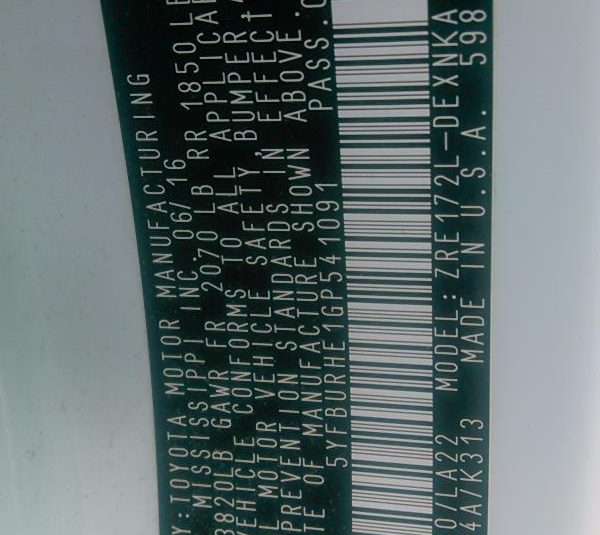 Y: TOYOTA MOTOR MANUFACTURING
MISSISSIPPI INC. 06/16
3820LB GAWR FR 2070 LB RR 1850 LB
VEHICLE CONFORMS TO ALL APPLICAB
L MOTOR VEHICLE SAFETY, BUMPER,
PREVENTION STANDARDS IN EFFECT
TE OF MANUFACTURE SHOWN ABOVE.
5YFBURHE1GP541091 PASS.
0/LA22 MODEL: ZRE172L-DEXNKA
4A/K313 MADE IN U.S.A. 598